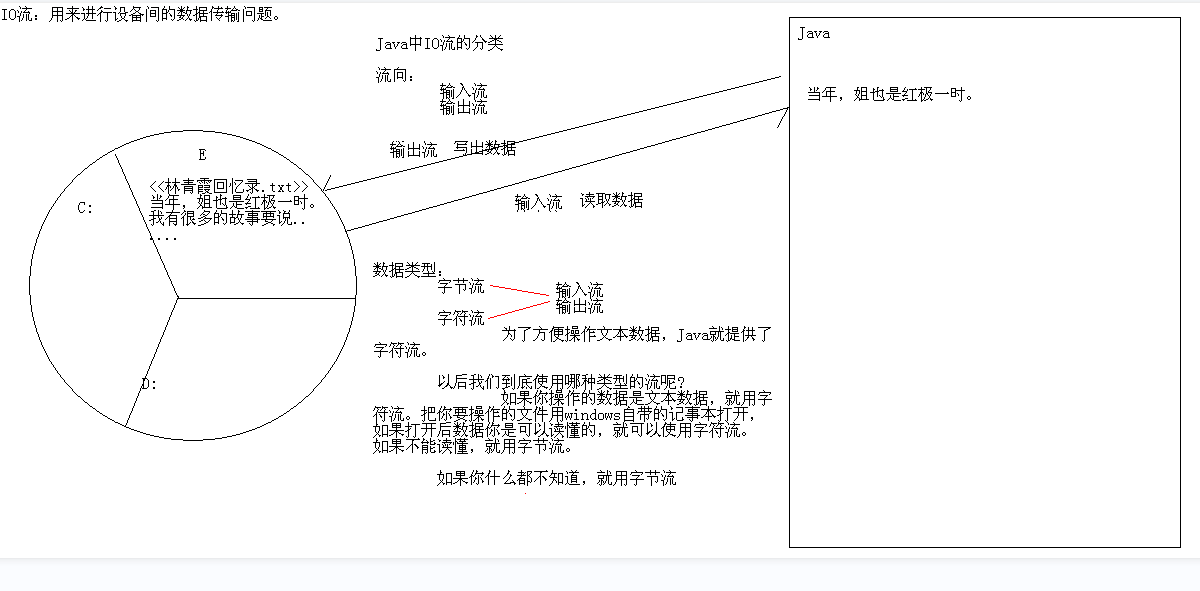 IO流：用来进行设备间的数据传输问题。
Java中IO流的分类
流向：
输入流
输出流
输出流 写出数据
输入流 读取数据
E
<<林青霞回忆录.txt>>
当年，姐也是红极一时。
我有很多的故事要说..
....
C:
D:
数据类型：
字节流
字符流
输入流
输出流
为了方便操作文本数据，Java就提供了
字符流。
以后我们到底使用哪种类型的流呢?
如果你操作的数据是文本数据，就用字
符流。把你要操作的文件用windows自带的记事本打开，
如果打开后数据你是可以读懂的，就可以使用字符流。
如果不能读懂，就用字节流。
如果你什么都不知道，就用字节流
Java
当年，姐也是红极一时。